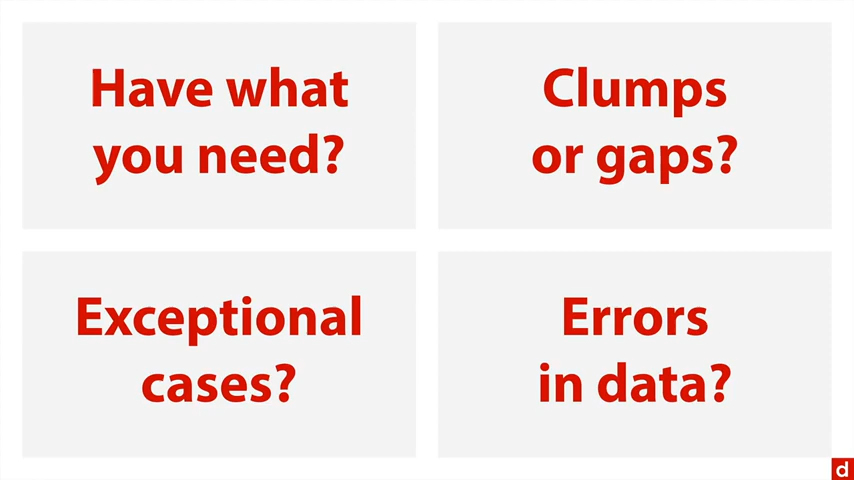 Have what
you need?
Clumps
or gaps?
Exceptional
cases?
Errors
in data?
d